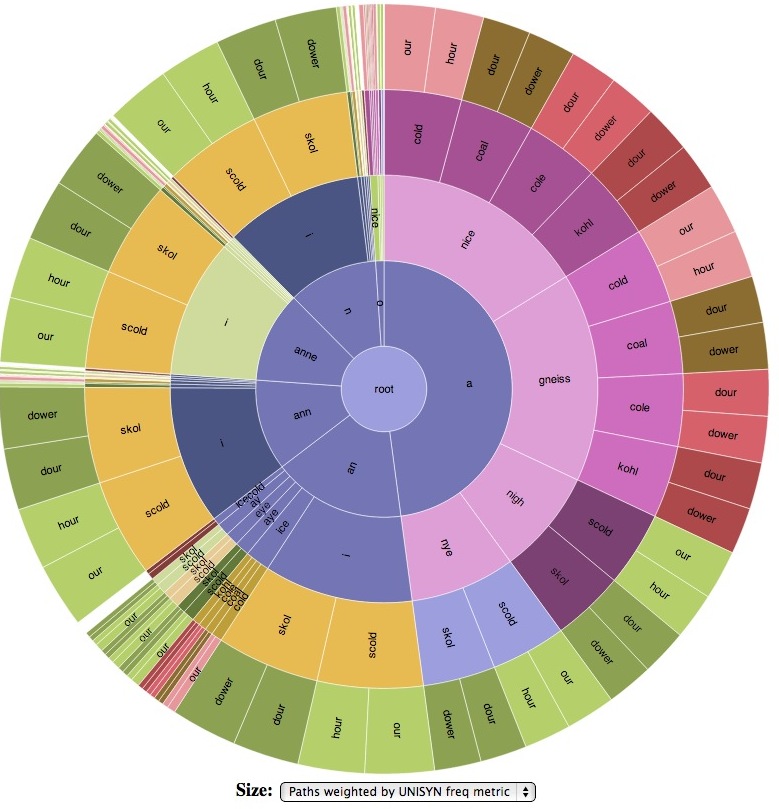 root
a
an
ann
anne
n
o
nice
gneiss
nigh
nye
i
ice
aye
eye
ay
icecold
i
i
i
nice
cold
coal
cole
kohl
cold
coal
cole
kohl
scold
skol
scold
skol
scold
skol
cold
coal
cole
kohl
scold
skol
scold
skol
scold
skol
scold
skol
scold
skol
scold
skol
our
hour
dour
dower
dour
dower
dour
dower
our
hour
dour
dower
dour
dower
dour
dower
our
hour
dour
dower
our
hour
dour
dower
our
hour
dour
dower
our
our
our
our
our
hour
dour
dower
our
hour
dour
dower
our
hour
dour
dower
Size: Paths weighted by UNISYN freq metric